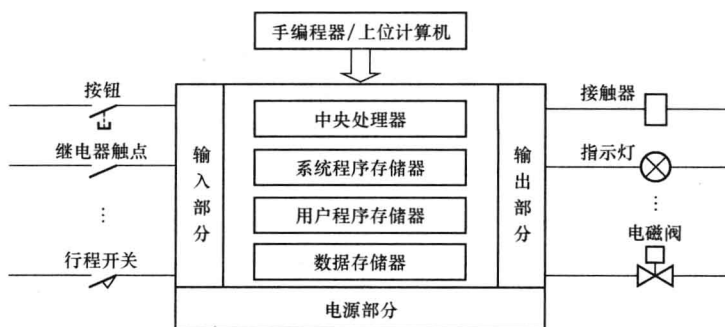 手编程器/上位计算机
按钮
继电器触点
行程开关
输入部分
中央处理器
系统程序存储器
用户程序存储器
数据存储器
输出部分
电源部分
接触器
指示灯
电磁阀